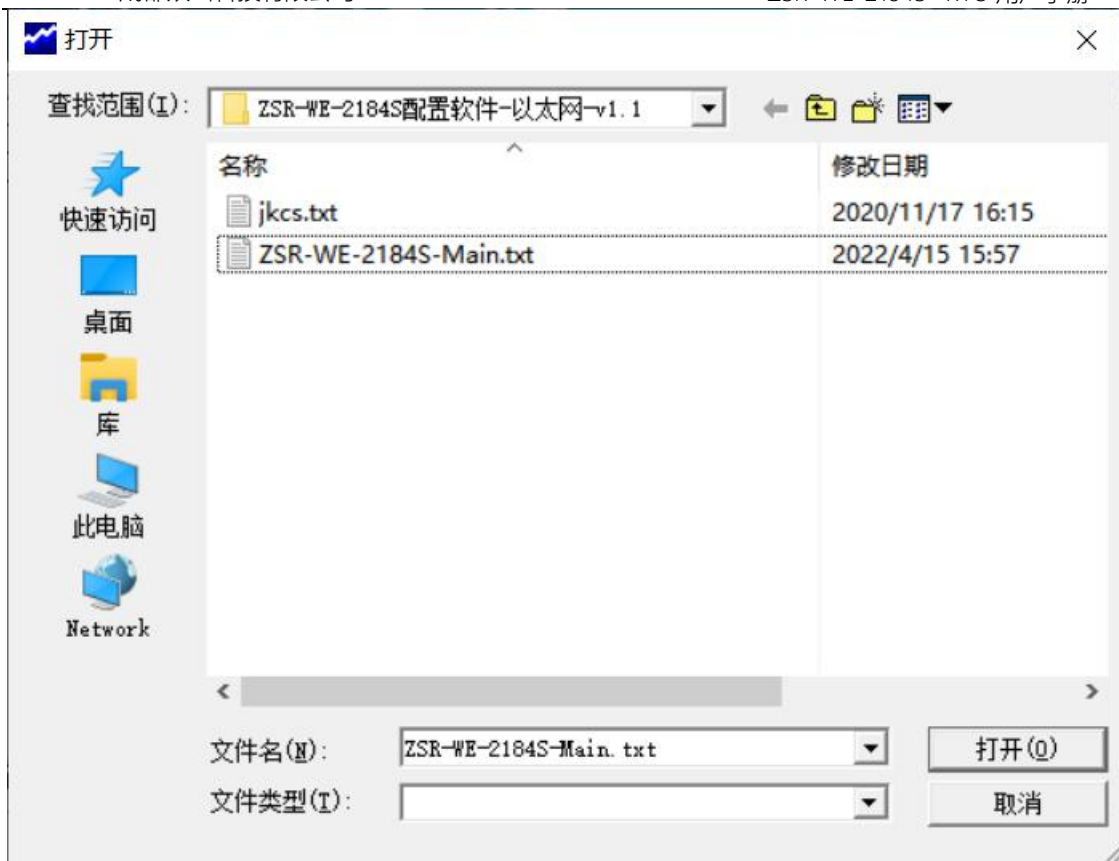 打开
查找范围(I):
ZSR-WE-2184S配置软件-以太网-v1.1
名称
修改日期
jkcs.txt
2020/11/17 16:15
ZSR-WE-2184S-Main.txt
2022/4/15 15:57
快速访问
桌面
库
此电脑
Network
文件名(N):
ZSR-WE-2184S-Main.txt
打开(O)
文件类型(T):
取消